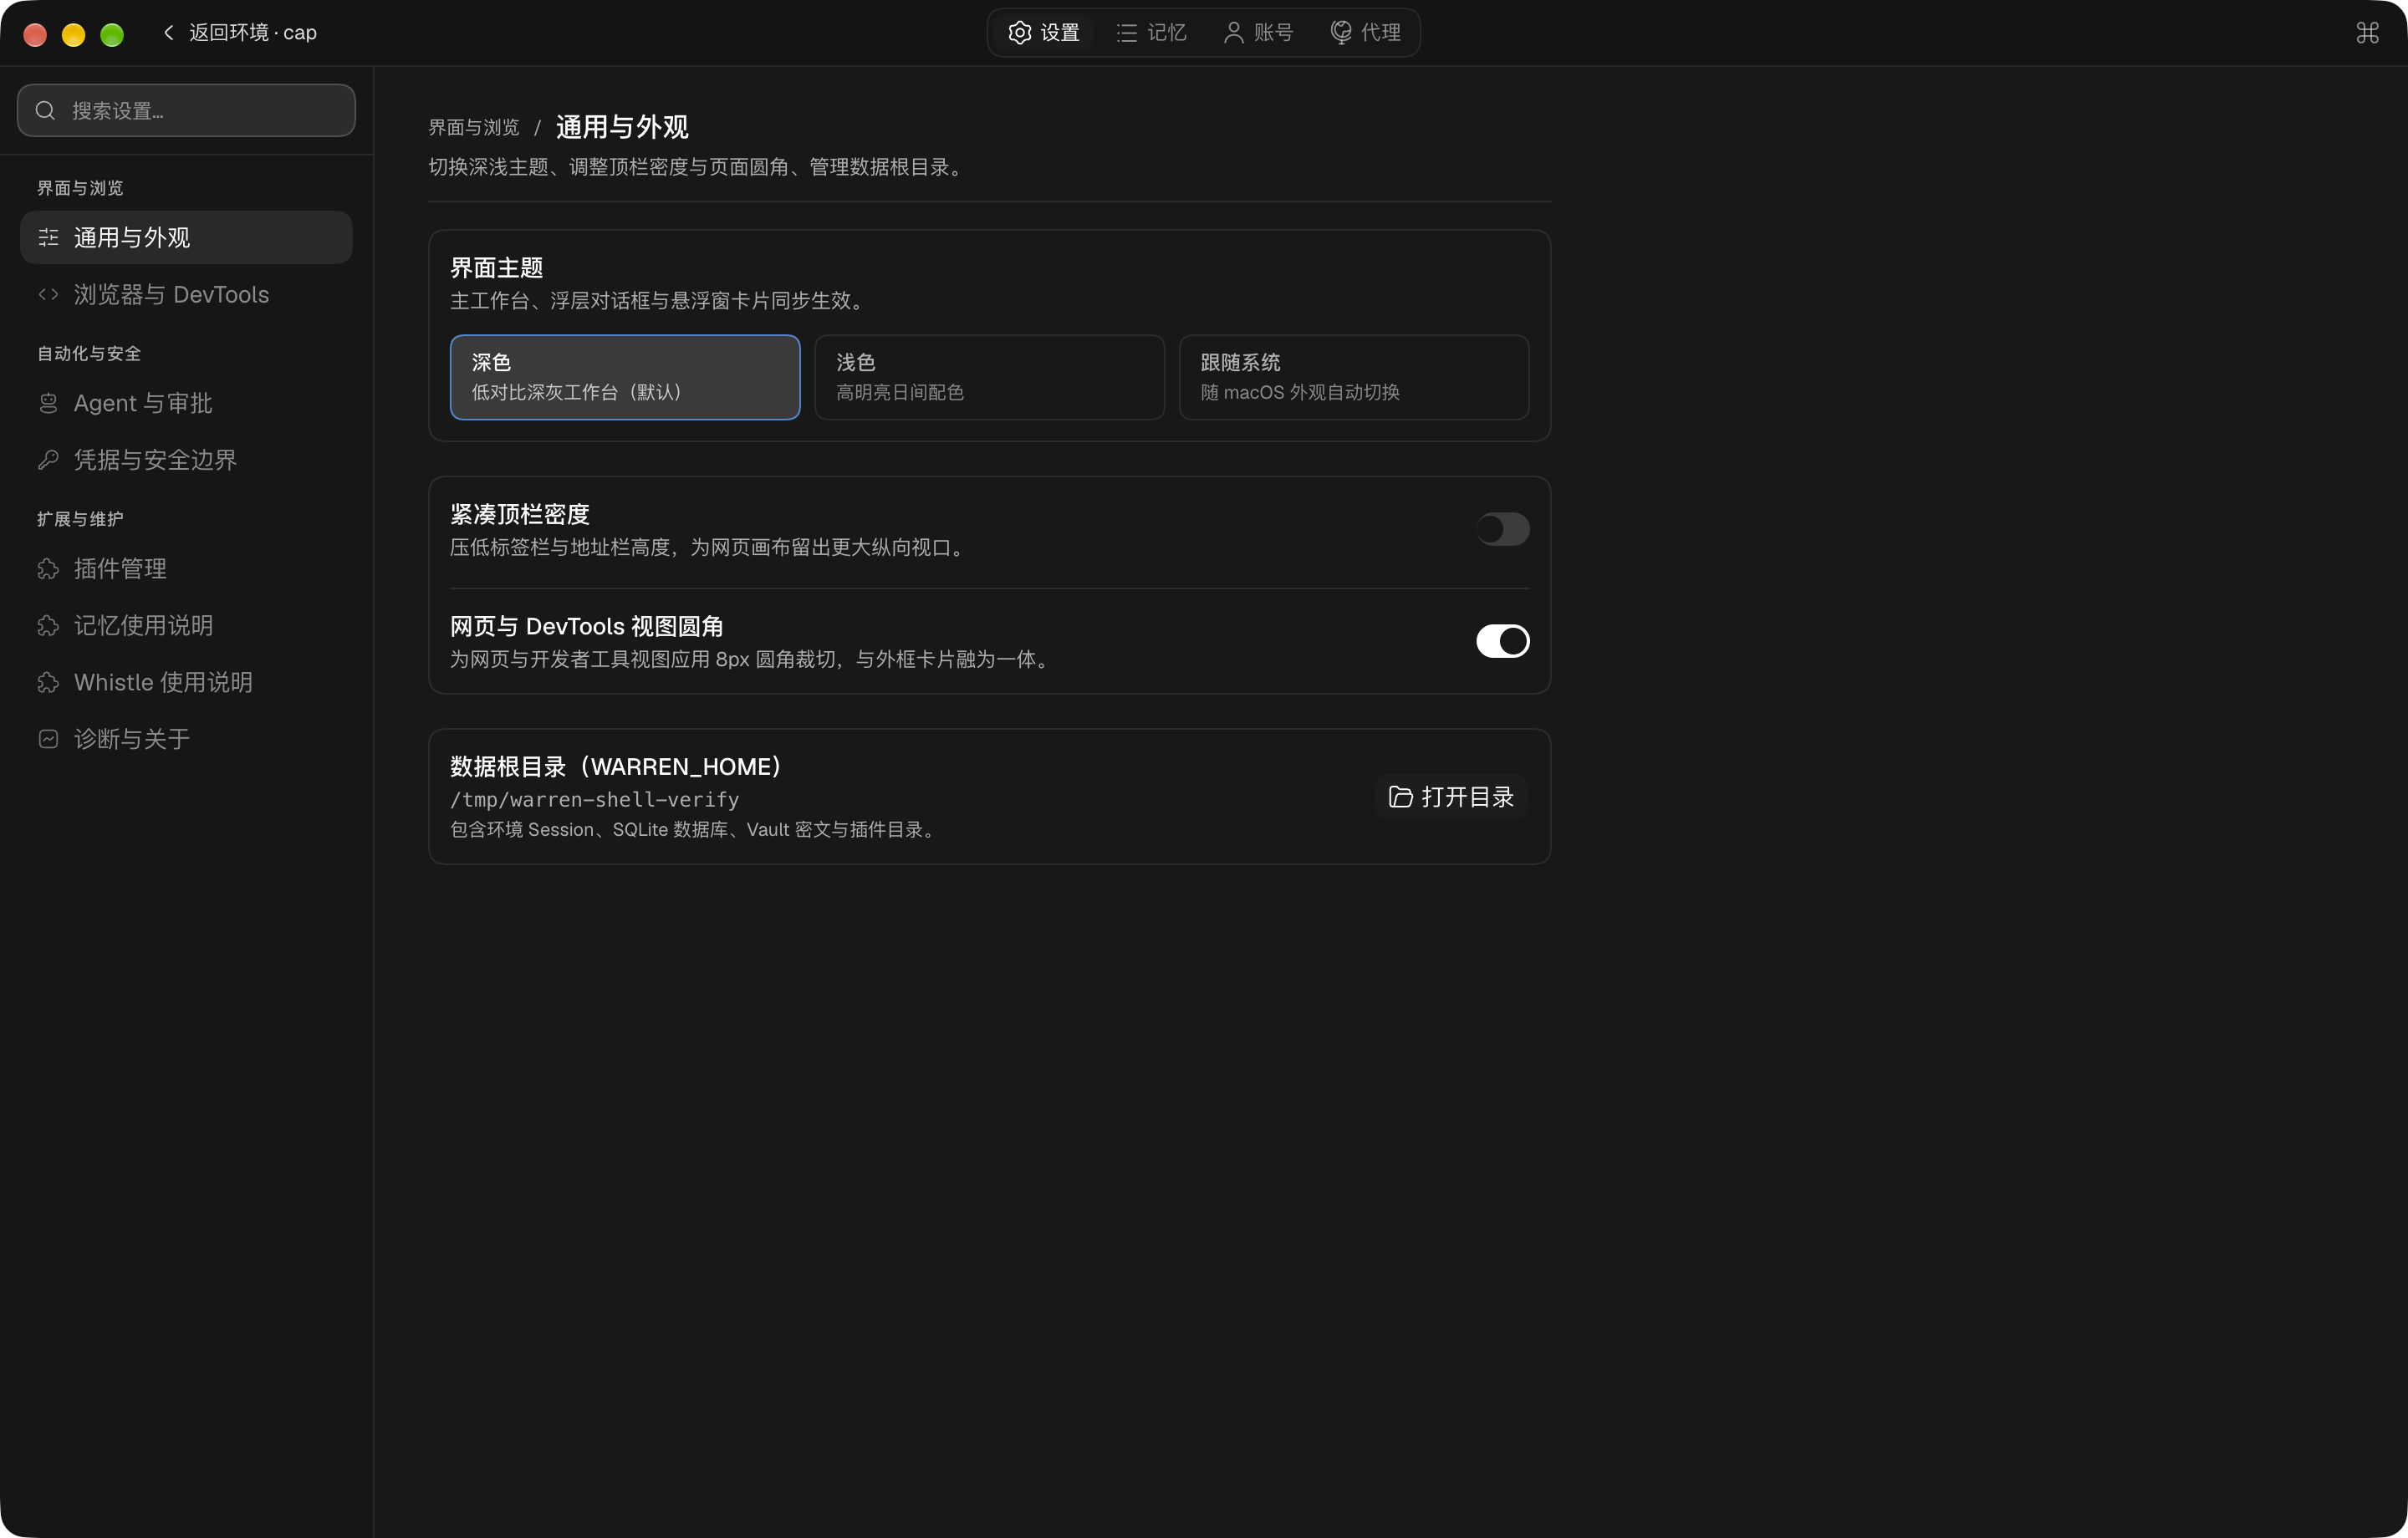 返回环境 · cap
设置
记忆
账号
代理
搜索设置...
界面与浏览
通用与外观
浏览器与 DevTools
自动化与安全
Agent 与审批
凭据与安全边界
扩展与维护
插件管理
记忆使用说明
Whistle 使用说明
诊断与关于
界面与浏览 / 通用与外观
切换深浅主题、调整顶栏密度与页面圆角、管理数据根目录。
界面主题
主工作台、浮层对话框与悬浮窗卡片同步生效。
深色
低对比深灰工作台（默认）
浅色
高明亮日间配色
跟随系统
随 macOS 外观自动切换
紧凑顶栏密度
压低标签栏与地址栏高度，为网页画布留出更大纵向视口。
网页与 DevTools 视图圆角
为网页与开发者工具视图应用 8px 圆角裁切，与外框卡片融为一体。
数据根目录（WARREN_HOME）
/tmp/warren-shell-verify
包含环境 Session、SQLite 数据库、Vault 密文与插件目录。
打开目录